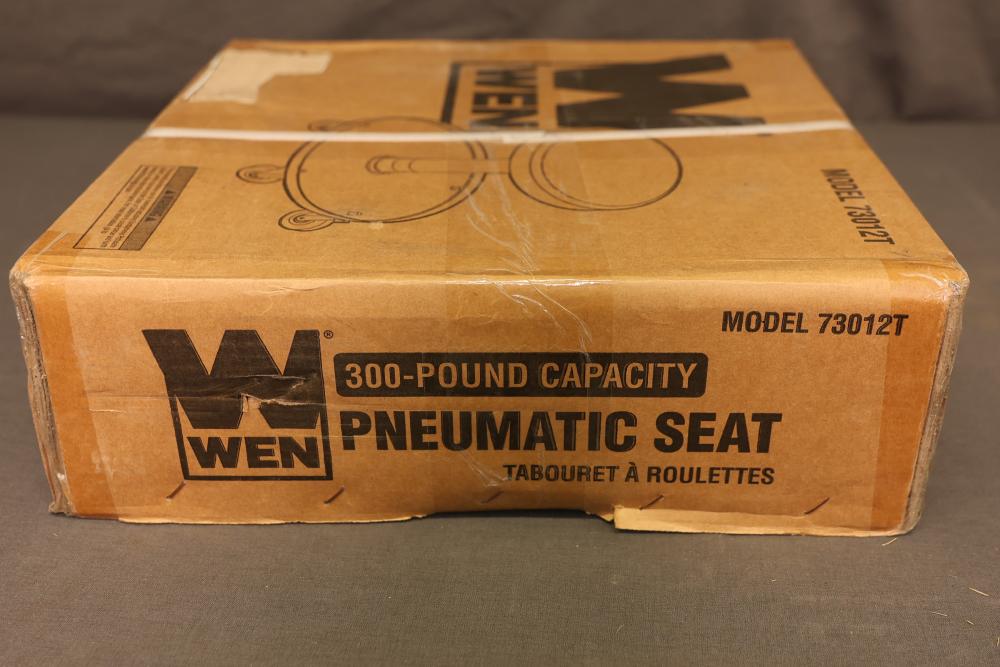 WEN
MODEL 73012T
W®
WEN
300-POUND CAPACITY
PNEUMATIC SEAT
TABOURET À ROULETTES
MODEL 73012T